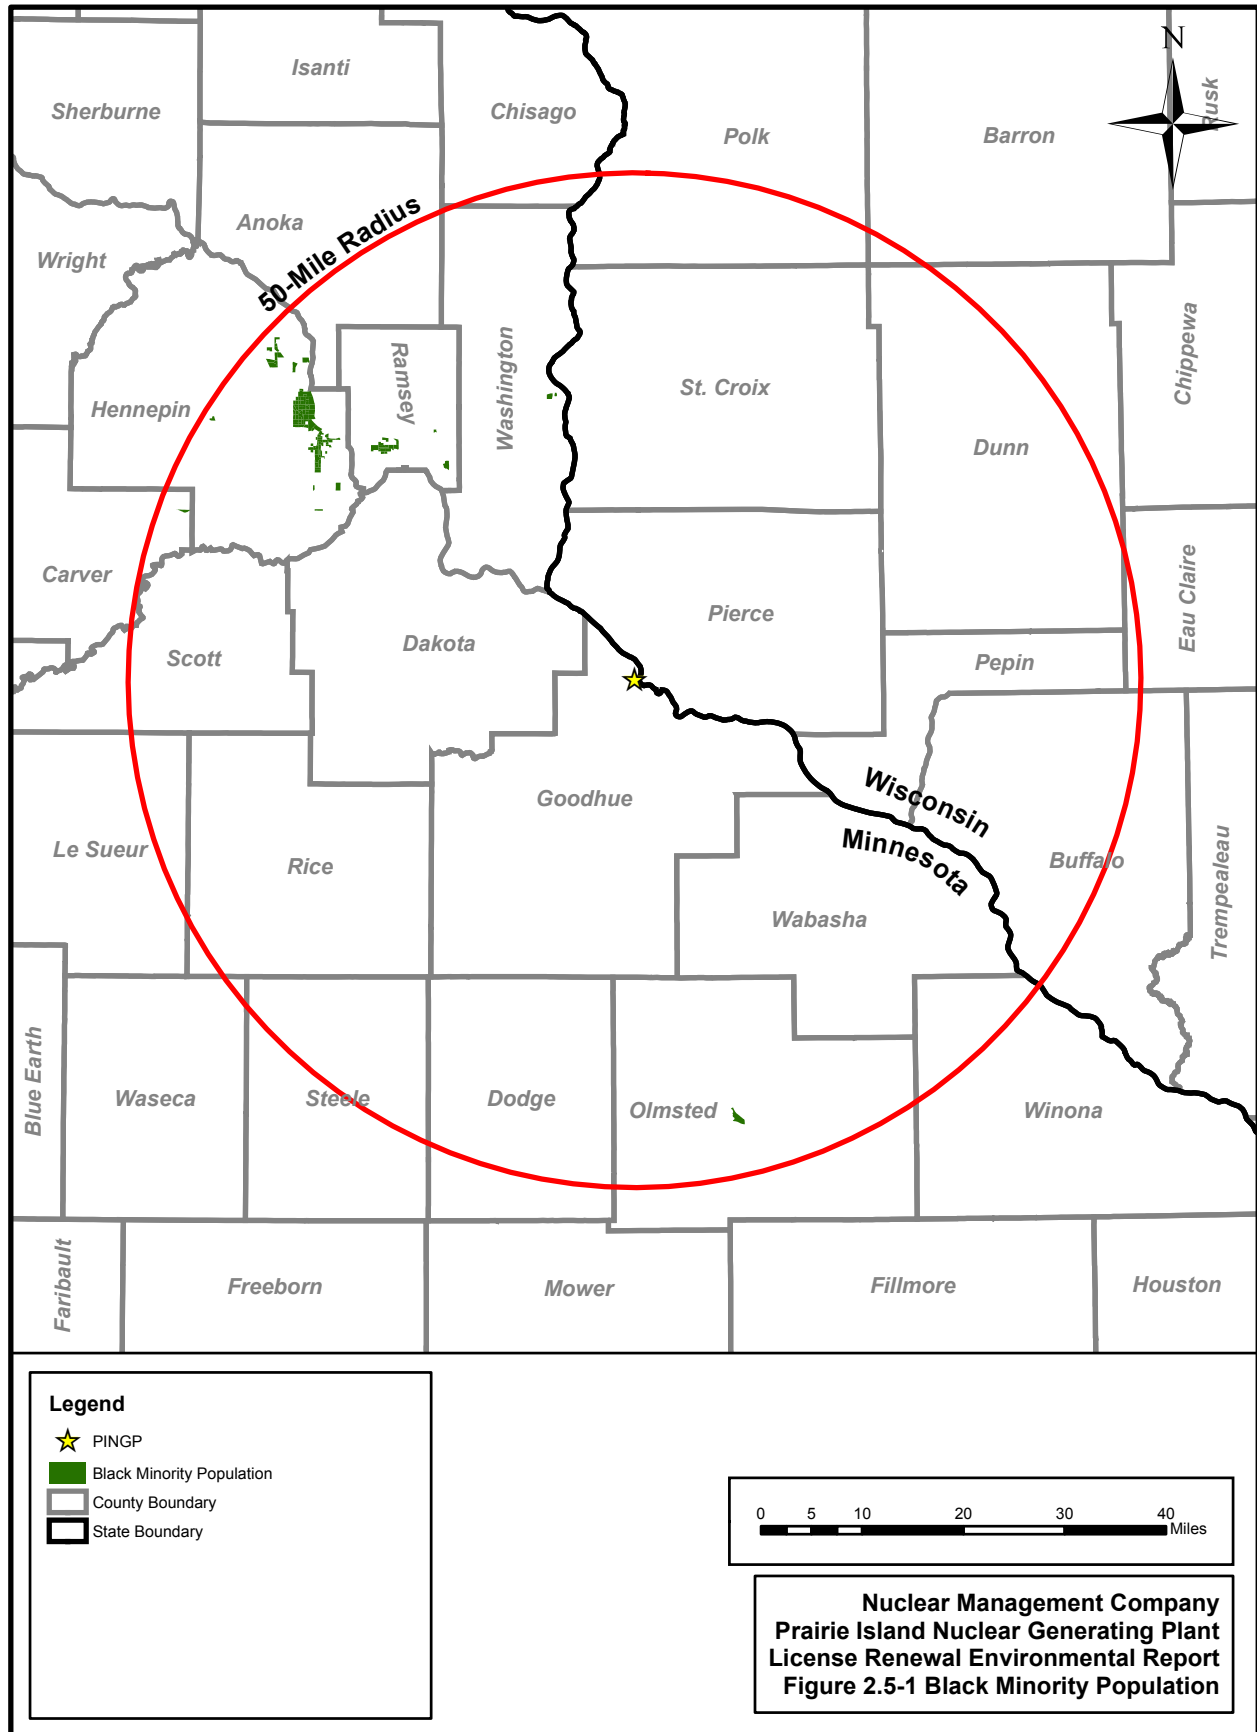 N
Isanti
Sherburne
Chisago
Polk
Barron
Rusk
Anoka
50-Mile Radius
Wright
Chippewa
Ramsey
Washington
St. Croix
Hennepin
Dunn
Carver
Eau Claire
Pierce
Dakota
Scott
Pepin
Wisconsin
Goodhue
Minnesota
Le Sueur
Rice
Buffalo
Trempealeau
Wabasha
Blue Earth
Waseca
Steele
Dodge
Olmsted
Winona
Faribault
Freeborn
Mower
Fillmore
Houston
Legend
PINGP
Black Minority Population
County Boundary
State Boundary
0 5 10 20 30 40
Miles
Nuclear Management Company
Prairie Island Nuclear Generating Plant
License Renewal Environmental Report
Figure 2.5-1 Black Minority Population